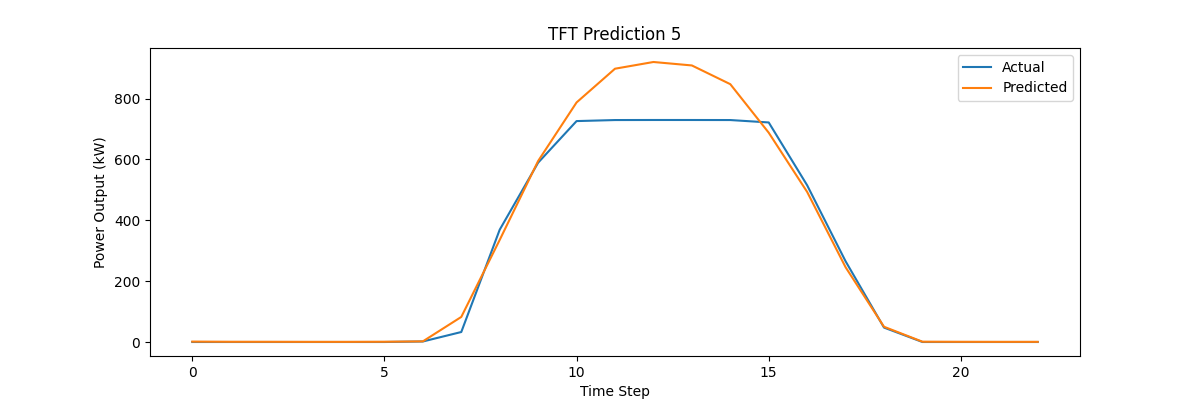 TFT Prediction 5
Actual
Predicted
800
600
400
200
0
Power Output (kW)
0 5 10 15 20
Time Step